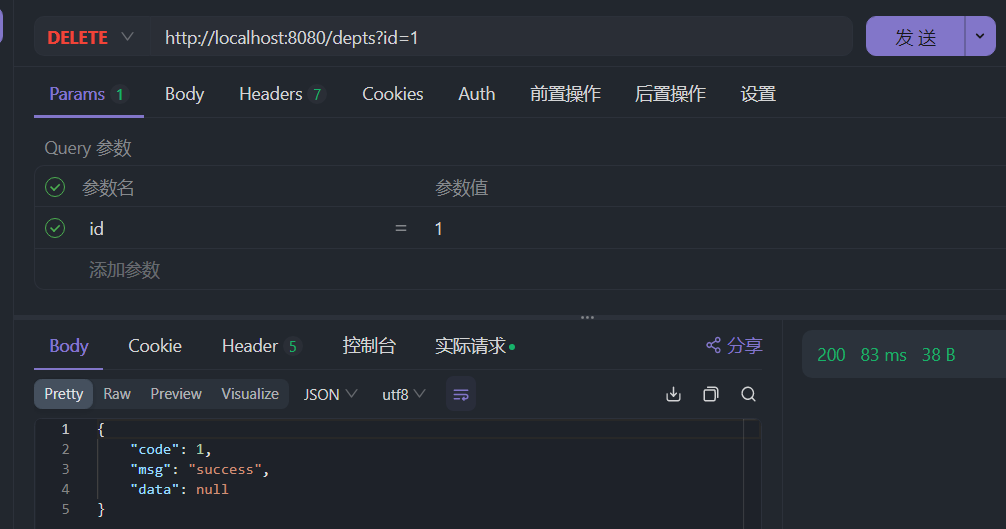 DELETE http://localhost:8080/depts?id=1 发 送
Params 1 Body Headers 7 Cookies Auth 前置操作 后置操作 设置
Query 参数
参数名 参数值
id = 1
添加参数
Body Cookie Header 5 控制台 实际请求 分享
200 83 ms 38 B
Pretty Raw Preview Visualize JSON utf8
1 {
2 "code": 1,
3 "msg": "success",
4 "data": null
5 }